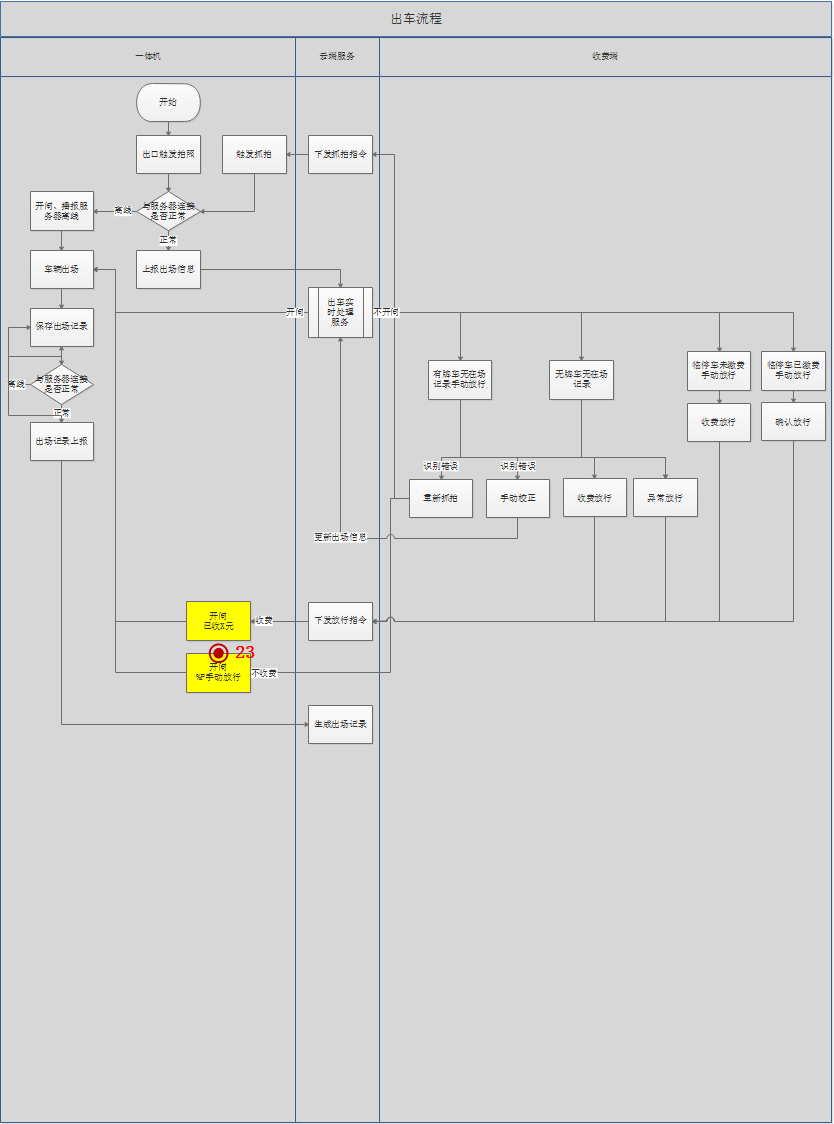 出车流程
一体机
云端服务
收费端
开始
出口触发拍照
触发抓拍
下发抓拍指令
开闸、播报服
务器离线
离线
与服务器连接
是否正常
正常
车辆出场
上报出场信息
出车实
时处理
服务
开闸
不开闸
保存出场记录
与服务器连接
是否正常
离线
正常
出场记录上报
有牌车无在场
记录手动放行
无牌车无在场
记录
临停车未缴费
手动放行
临停车已缴费
手动放行
收费放行
确认放行
识别错误
识别错误
重新抓拍
手动校正
收费放行
异常放行
更新出场信息
开闸
已收X元
收费
下发放行指令
23
开闸
%P手动放行
不收费
生成出场记录